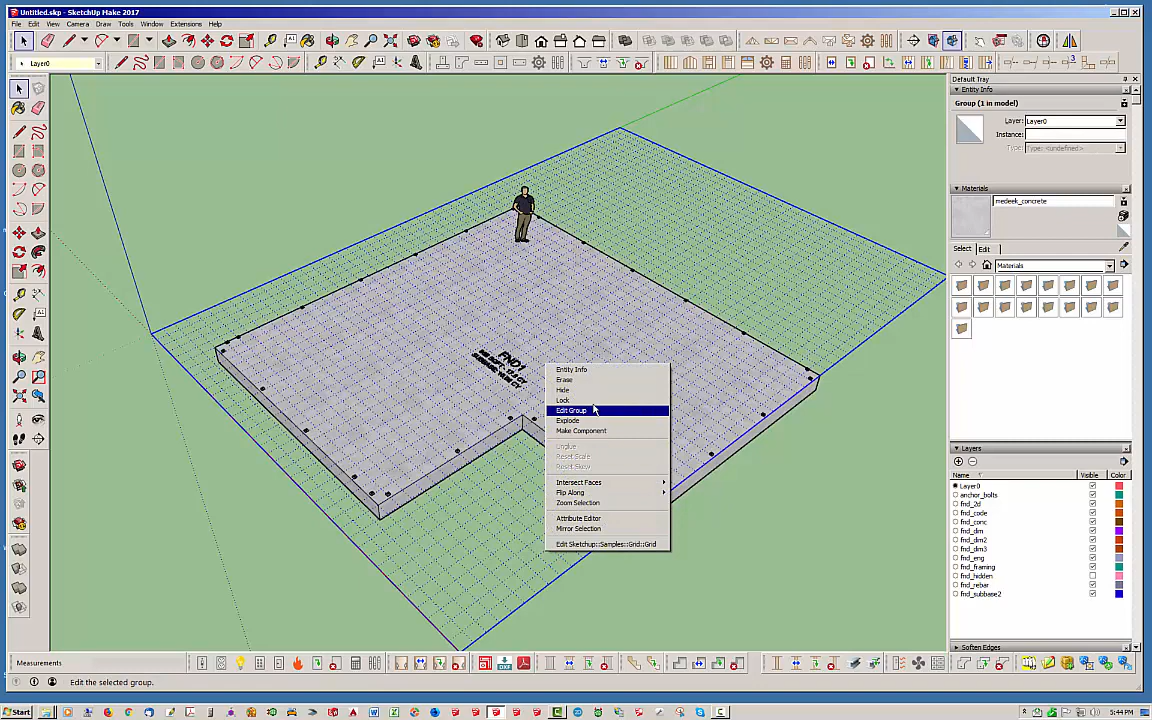 Untitled.skp - SketchUp Make 2017
File Edit View Camera Draw Tools Window Extensions Help
Layer0
Default Tray
Entity Info
Group (1 in model)
Layer: Layer0
Instance:
Type: Type: <undefined>
Materials
medeek_concrete
Select Edit
Materials
FND1
Entity Info
Erase
Hide
Lock
Edit Group
Explode
Make Component
Unglue
Reset Scale
Reset Skew
Intersect Faces
Flip Along
Zoom Selection
Attribute Editor
Mirror Selection
Edit Sketchup::Samples::Grid::Grid
Layers
Name Visible Color
Layer0
anchor_bolts
fnd_2d
fnd_code
fnd_conc
fnd_dim
fnd_dim2
fnd_dim3
fnd_eng
fnd_framing
fnd_hidden
fnd_rebar
fnd_subbase2
Soften Edges
Measurements
Edit the selected group.
Start
5:44 PM